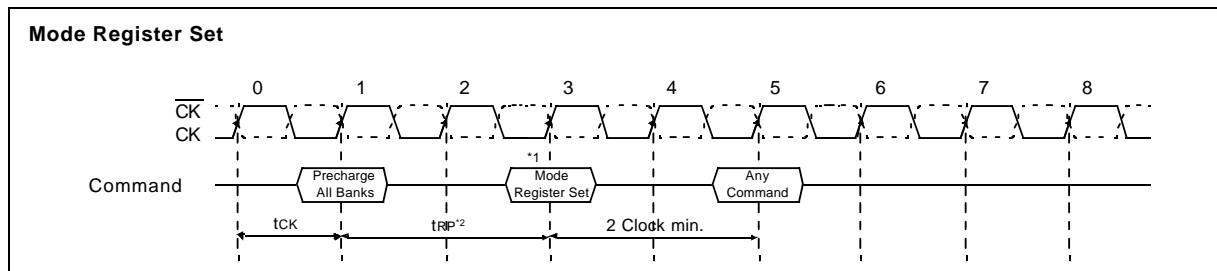 Mode Register Set
0 1 2 3 4 5 6 7 8
CK
CK
*1
Command
Precharge
All Banks
Mode
Register Set
Any
Command
tCK
tRP*2
2 Clock min.